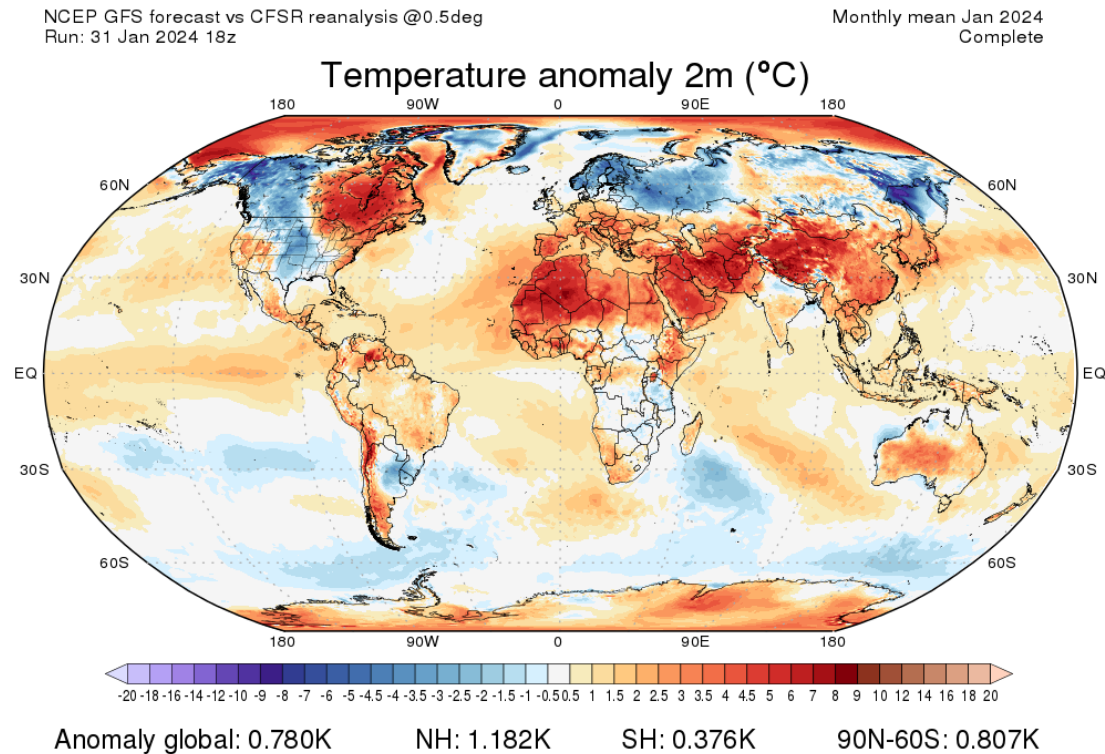 NCEP GFS forecast vs CFSR reanalysis @0.5deg
Monthly mean Jan 2024
Run: 31 Jan 2024 18z
Complete
Temperature anomaly 2m (°C)
180 90W 0 90E 180
60N 60N
30N 30N
EQ EQ
30S 30S
60S 60S
180 90W 0 90E 180
-20 -18 -16 -14 -12 -10 -9 -8 -7 -6 -5 -4.5 -4 -3.5 -3 -2.5 -2 -1.5 -1 -0.5 0.5 1 1.5 2 2.5 3 3.5 4 4.5 5 6 7 8 9 10 12 14 16 18 20
Anomaly global: 0.780K NH: 1.182K SH: 0.376K 90N-60S: 0.807K